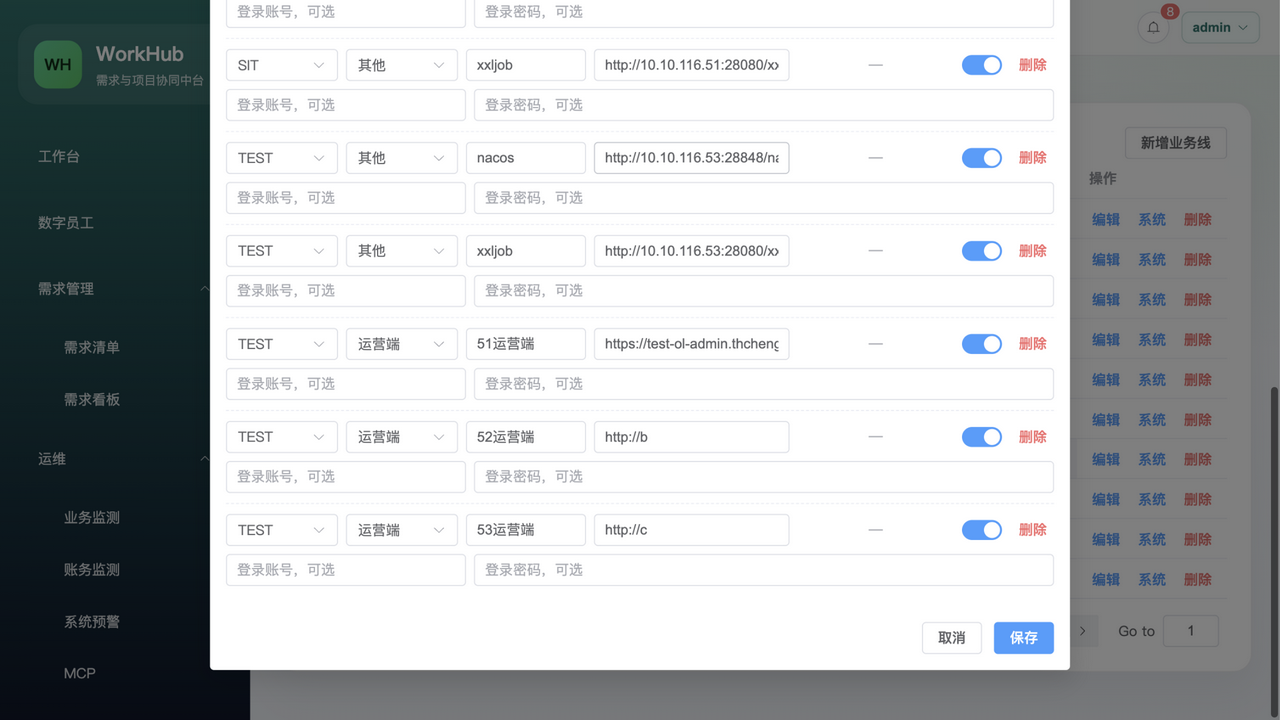 登录账号，可选 登录密码，可选
8
admin
WH
WorkHub
需求与项目协同中台
SIT 其他 xxljob http://10.10.116.51:28080/xx — 删除
登录账号，可选 登录密码，可选
新增业务线
工作台
TEST 其他 nacos http://10.10.116.53:28848/na — 删除
操作
登录账号，可选 登录密码，可选
数字员工
编辑 系统 删除
TEST 其他 xxljob http://10.10.116.53:28080/xx — 删除
编辑 系统 删除
需求管理
登录账号，可选 登录密码，可选
编辑 系统 删除
需求清单
TEST 运营端 51运营端 https://test-ol-admin.thcheng — 删除
编辑 系统 删除
登录账号，可选 登录密码，可选
编辑 系统 删除
需求看板
编辑 系统 删除
TEST 运营端 52运营端 http://b — 删除
运维
编辑 系统 删除
登录账号，可选 登录密码，可选
编辑 系统 删除
业务监测
TEST 运营端 53运营端 http://c — 删除
编辑 系统 删除
账务监测
登录账号，可选 登录密码，可选
编辑 系统 删除
系统预警
取消 保存
Go to 1
MCP